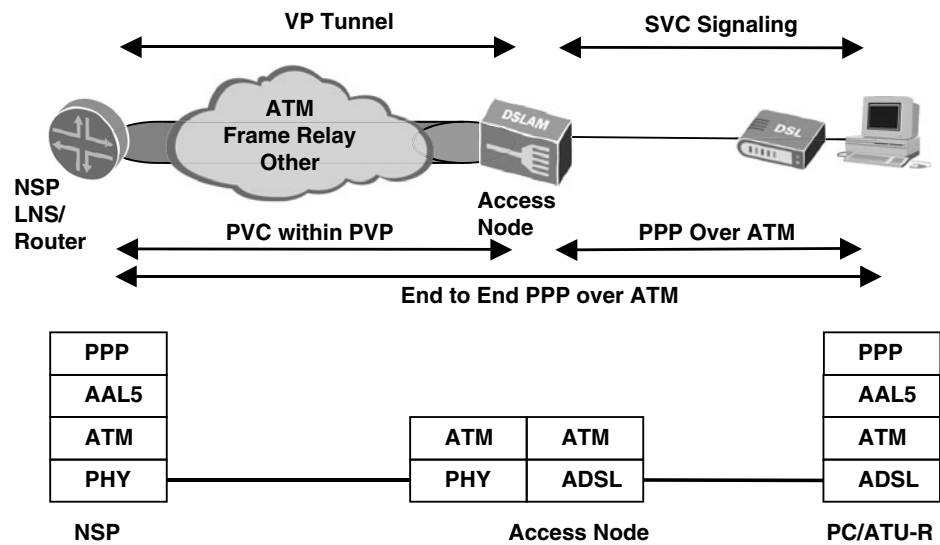 VP Tunnel
SVC Signaling
ATM
Frame Relay
Other
DSLAM
DSL
NSP
LNS/
Router
Access
Node
PVC within PVP
PPP Over ATM
End to End PPP over ATM
PPP
AAL5
ATM
PHY
ATM
ATM
PHY
ADSL
PPP
AAL5
ATM
ADSL
NSP
Access Node
PC/ATU-R